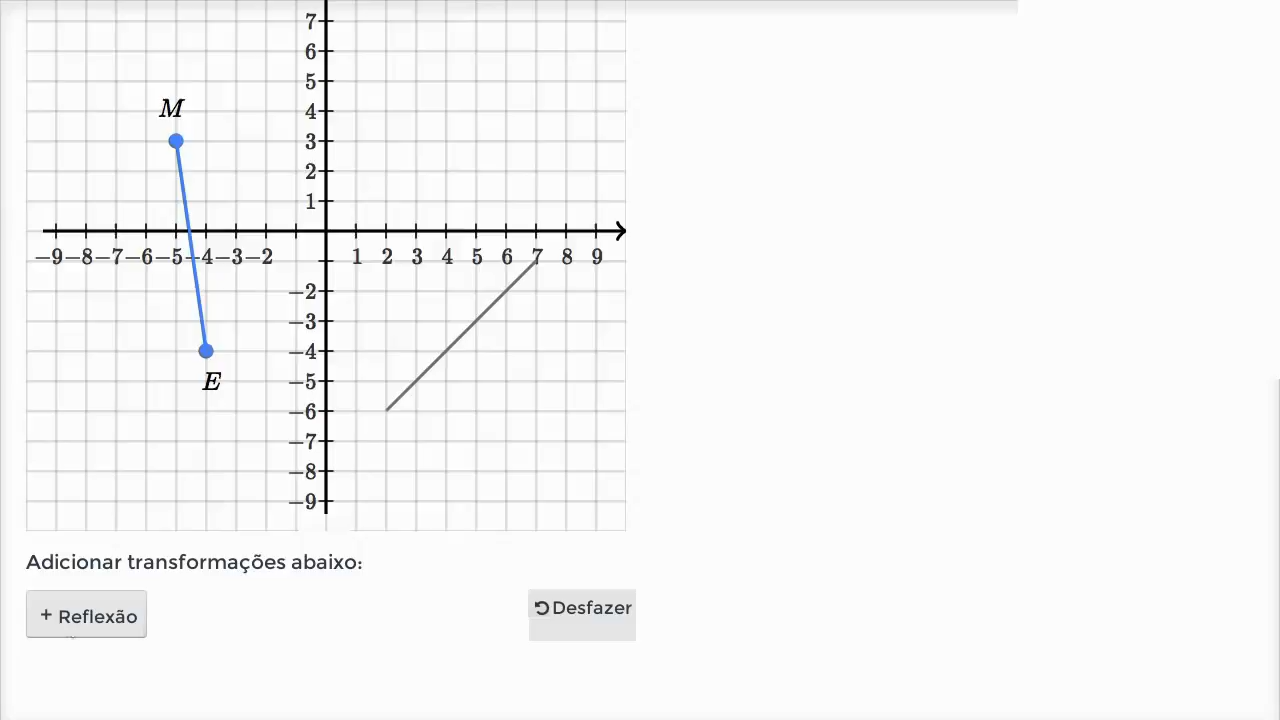 7
6
5
M 4
3
2
1
−9 −8 −7 −6 −5 −4 −3 −2 1 2 3 4 5 6 7 8 9
−2
−3
−4
E −5
−6
−7
−8
−9
Adicionar transformações abaixo:
+ Reflexão Desfazer